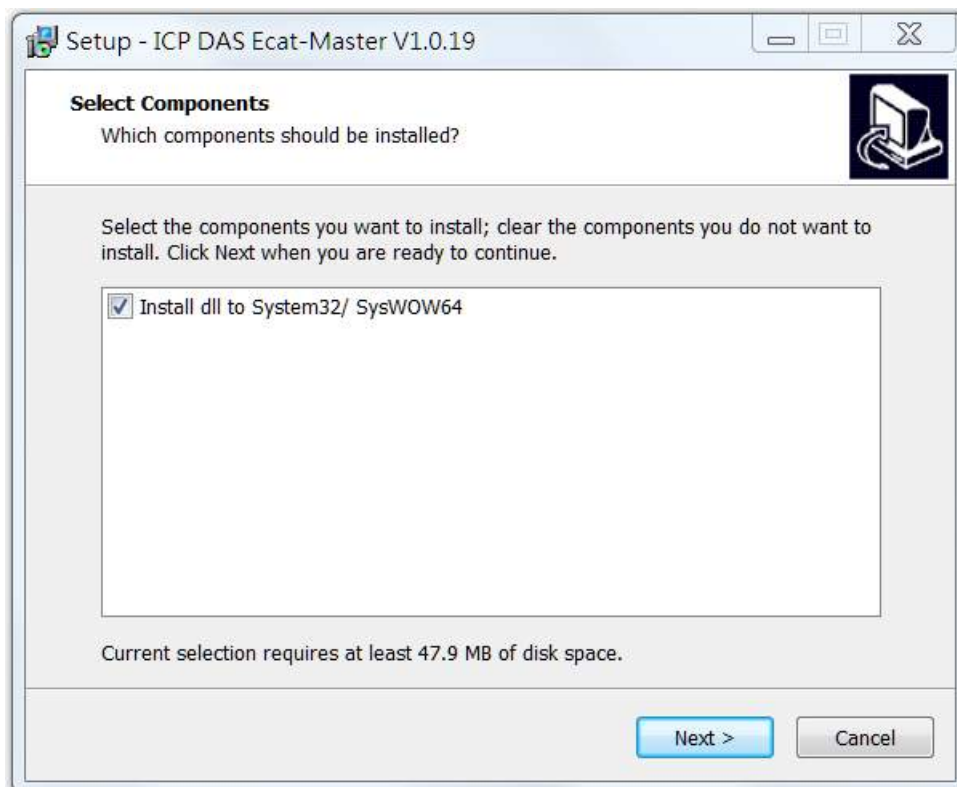 Setup - ICP DAS Ecat-Master V1.0.19
Select Components
Which components should be installed?
Select the components you want to install; clear the components you do not want to
install. Click Next when you are ready to continue.
Install dll to System32/ SysWOW64
Current selection requires at least 47.9 MB of disk space.
Next >
Cancel